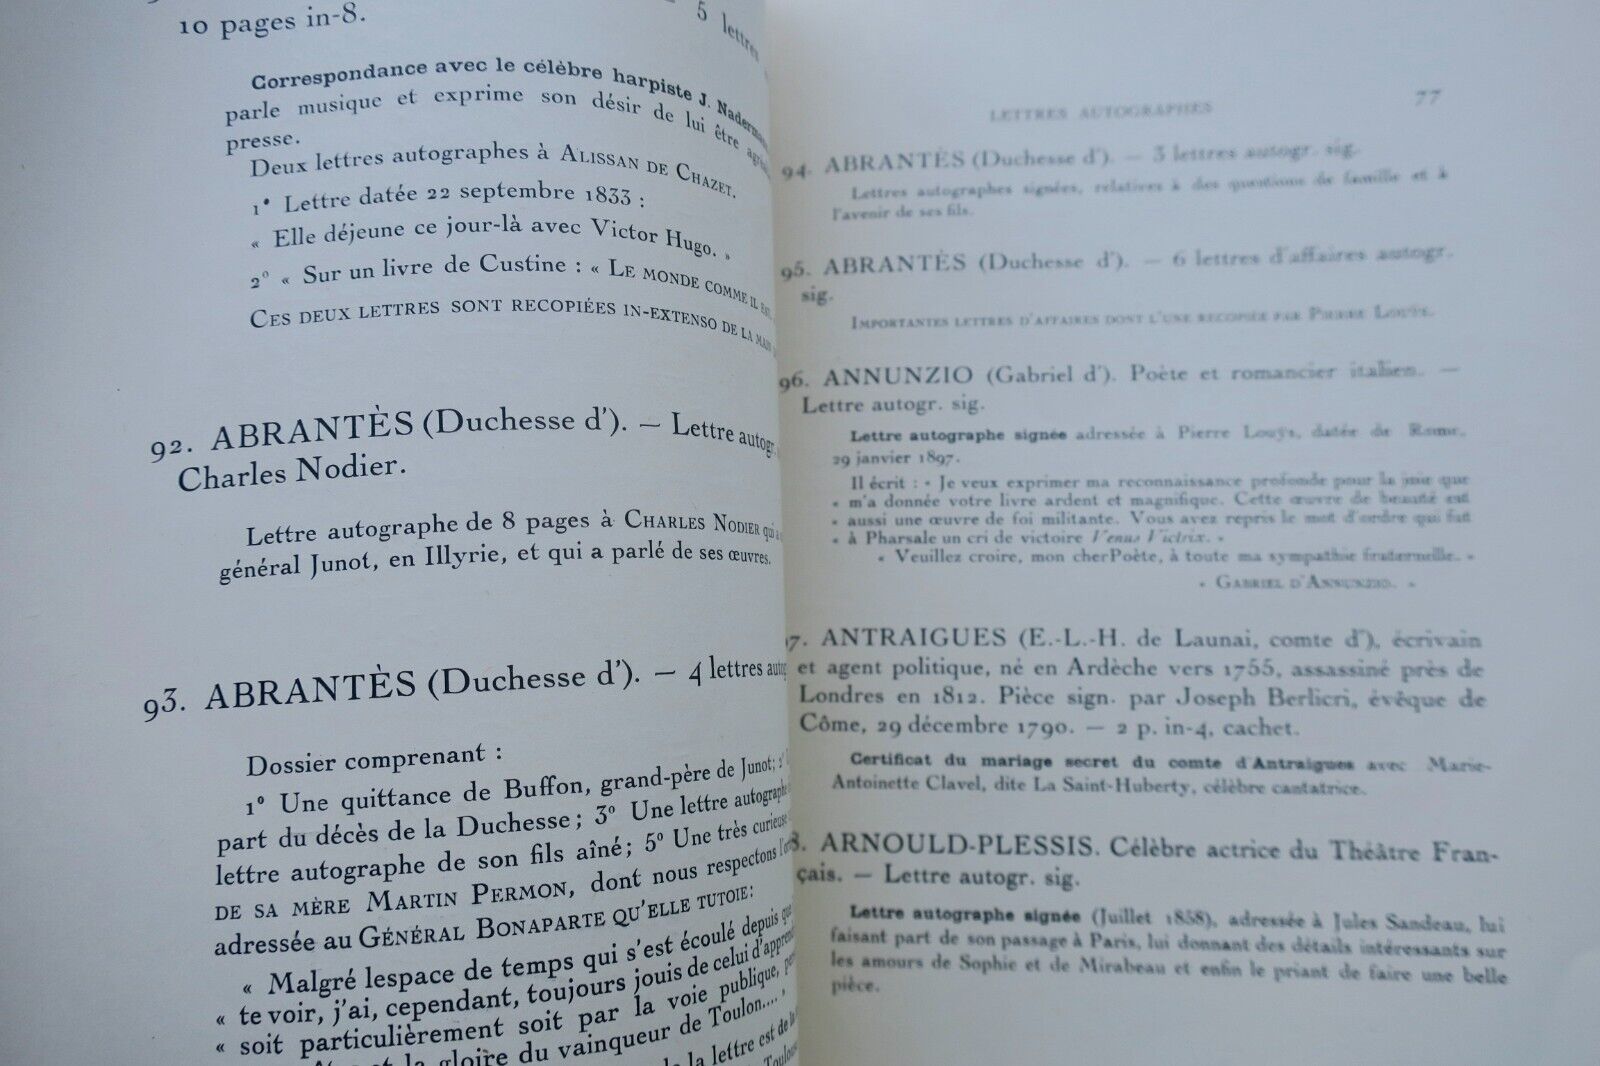 5 lettres
10 pages in-8.
Correspondance avec le célèbre harpiste J. Naderman
parle musique et exprime son désir de lui être
presse.
Deux lettres autographes à ALISSAN DE CHAZET.
1° Lettre datée 22 septembre 1833 :
« Elle déjeune ce jour-là avec Victor Hugo. »
2° « Sur un livre de Custine : « LE MONDE COMME IL EST.
CES DEUX LETTRES SONT RECOPIÉES IN-EXTENSO DE LA MAIN
92. ABRANTÈS (Duchesse d'). — Lettre autogr.
Charles Nodier.
Lettre autographe de 8 pages à CHARLES NODIER qui a
général Junot, en Illyrie, et qui a parlé de ses œuvres.
93. ABRANTÈS (Duchesse d'). — 4 lettres
Dossier comprenant :
1° Une quittance de Buffon, grand-père de Junot; 2°
part du décès de la Duchesse; 3° Une lettre autographe
lettre autographe de son fils aîné; 5° Une très curieuse
DE SA MÈRE MARTIN PERMON, dont nous respectons
adressée au GÉNÉRAL BONAPARTE QU'ELLE TUTOIE:
« Malgré lespace de temps qui s'est écoulé depuis que
« te voir, j'ai, cependant, toujours jouis de celui d'apprendre
« soit particulièrement soit par la voie publique,
la gloire du vainqueur de Toulon.... ,
la lettre est de la
LETTRES AUTOGRAPHES 77
94. ABRANTÈS (Duchesse d'). — 3 lettres autogr. sig.
Lettres autographes signées, relatives à des questions de famille et à
l'avenir de ses fils.
95. ABRANTÈS (Duchesse d'). — 6 lettres d'affaires autogr.
sig.
IMPORTANTES LETTRES D'AFFAIRES DONT L'UNE RECOPIÉE PAR PIERRE LOUYS.
96. ANNUNZIO (Gabriel d'). Poète et romancier italien. —
Lettre autogr. sig.
Lettre autographe signée adressée à Pierre Louÿs, datée de Rome,
29 janvier 1897.
Il écrit : « Je veux exprimer ma reconnaissance profonde pour la joie que
« m'a donnée votre livre ardent et magnifique. Cette œuvre de beauté est
« aussi une œuvre de foi militante. Vous avez repris le mot d'ordre qui fut
« à Pharsale un cri de victoire Venus Victrix. »
« Veuillez croire, mon cherPoète, à toute ma sympathie fraternelle. »
« GABRIEL D'ANNUNZIO. »
97. ANTRAIGUES (E.-L.-H. de Launai, comte d'), écrivain
et agent politique, né en Ardèche vers 1755, assassiné près de
Londres en 1812. Pièce sign. par Joseph Berlicri, évêque de
Côme, 29 décembre 1790. — 2 p. in-4, cachet.
Certificat du mariage secret du comte d'Antraigues avec Marie-
Antoinette Clavel, dite La Saint-Huberty, célèbre cantatrice.
8. ARNOULD-PLESSIS. Célèbre actrice du Théâtre Fran-
çais. — Lettre autogr. sig.
Lettre autographe signée (Juillet 1858), adressée à Jules Sandeau, lui
faisant part de son passage à Paris, lui donnant des détails intéressants sur
les amours de Sophie et de Mirabeau et enfin le priant de faire une belle
pièce.